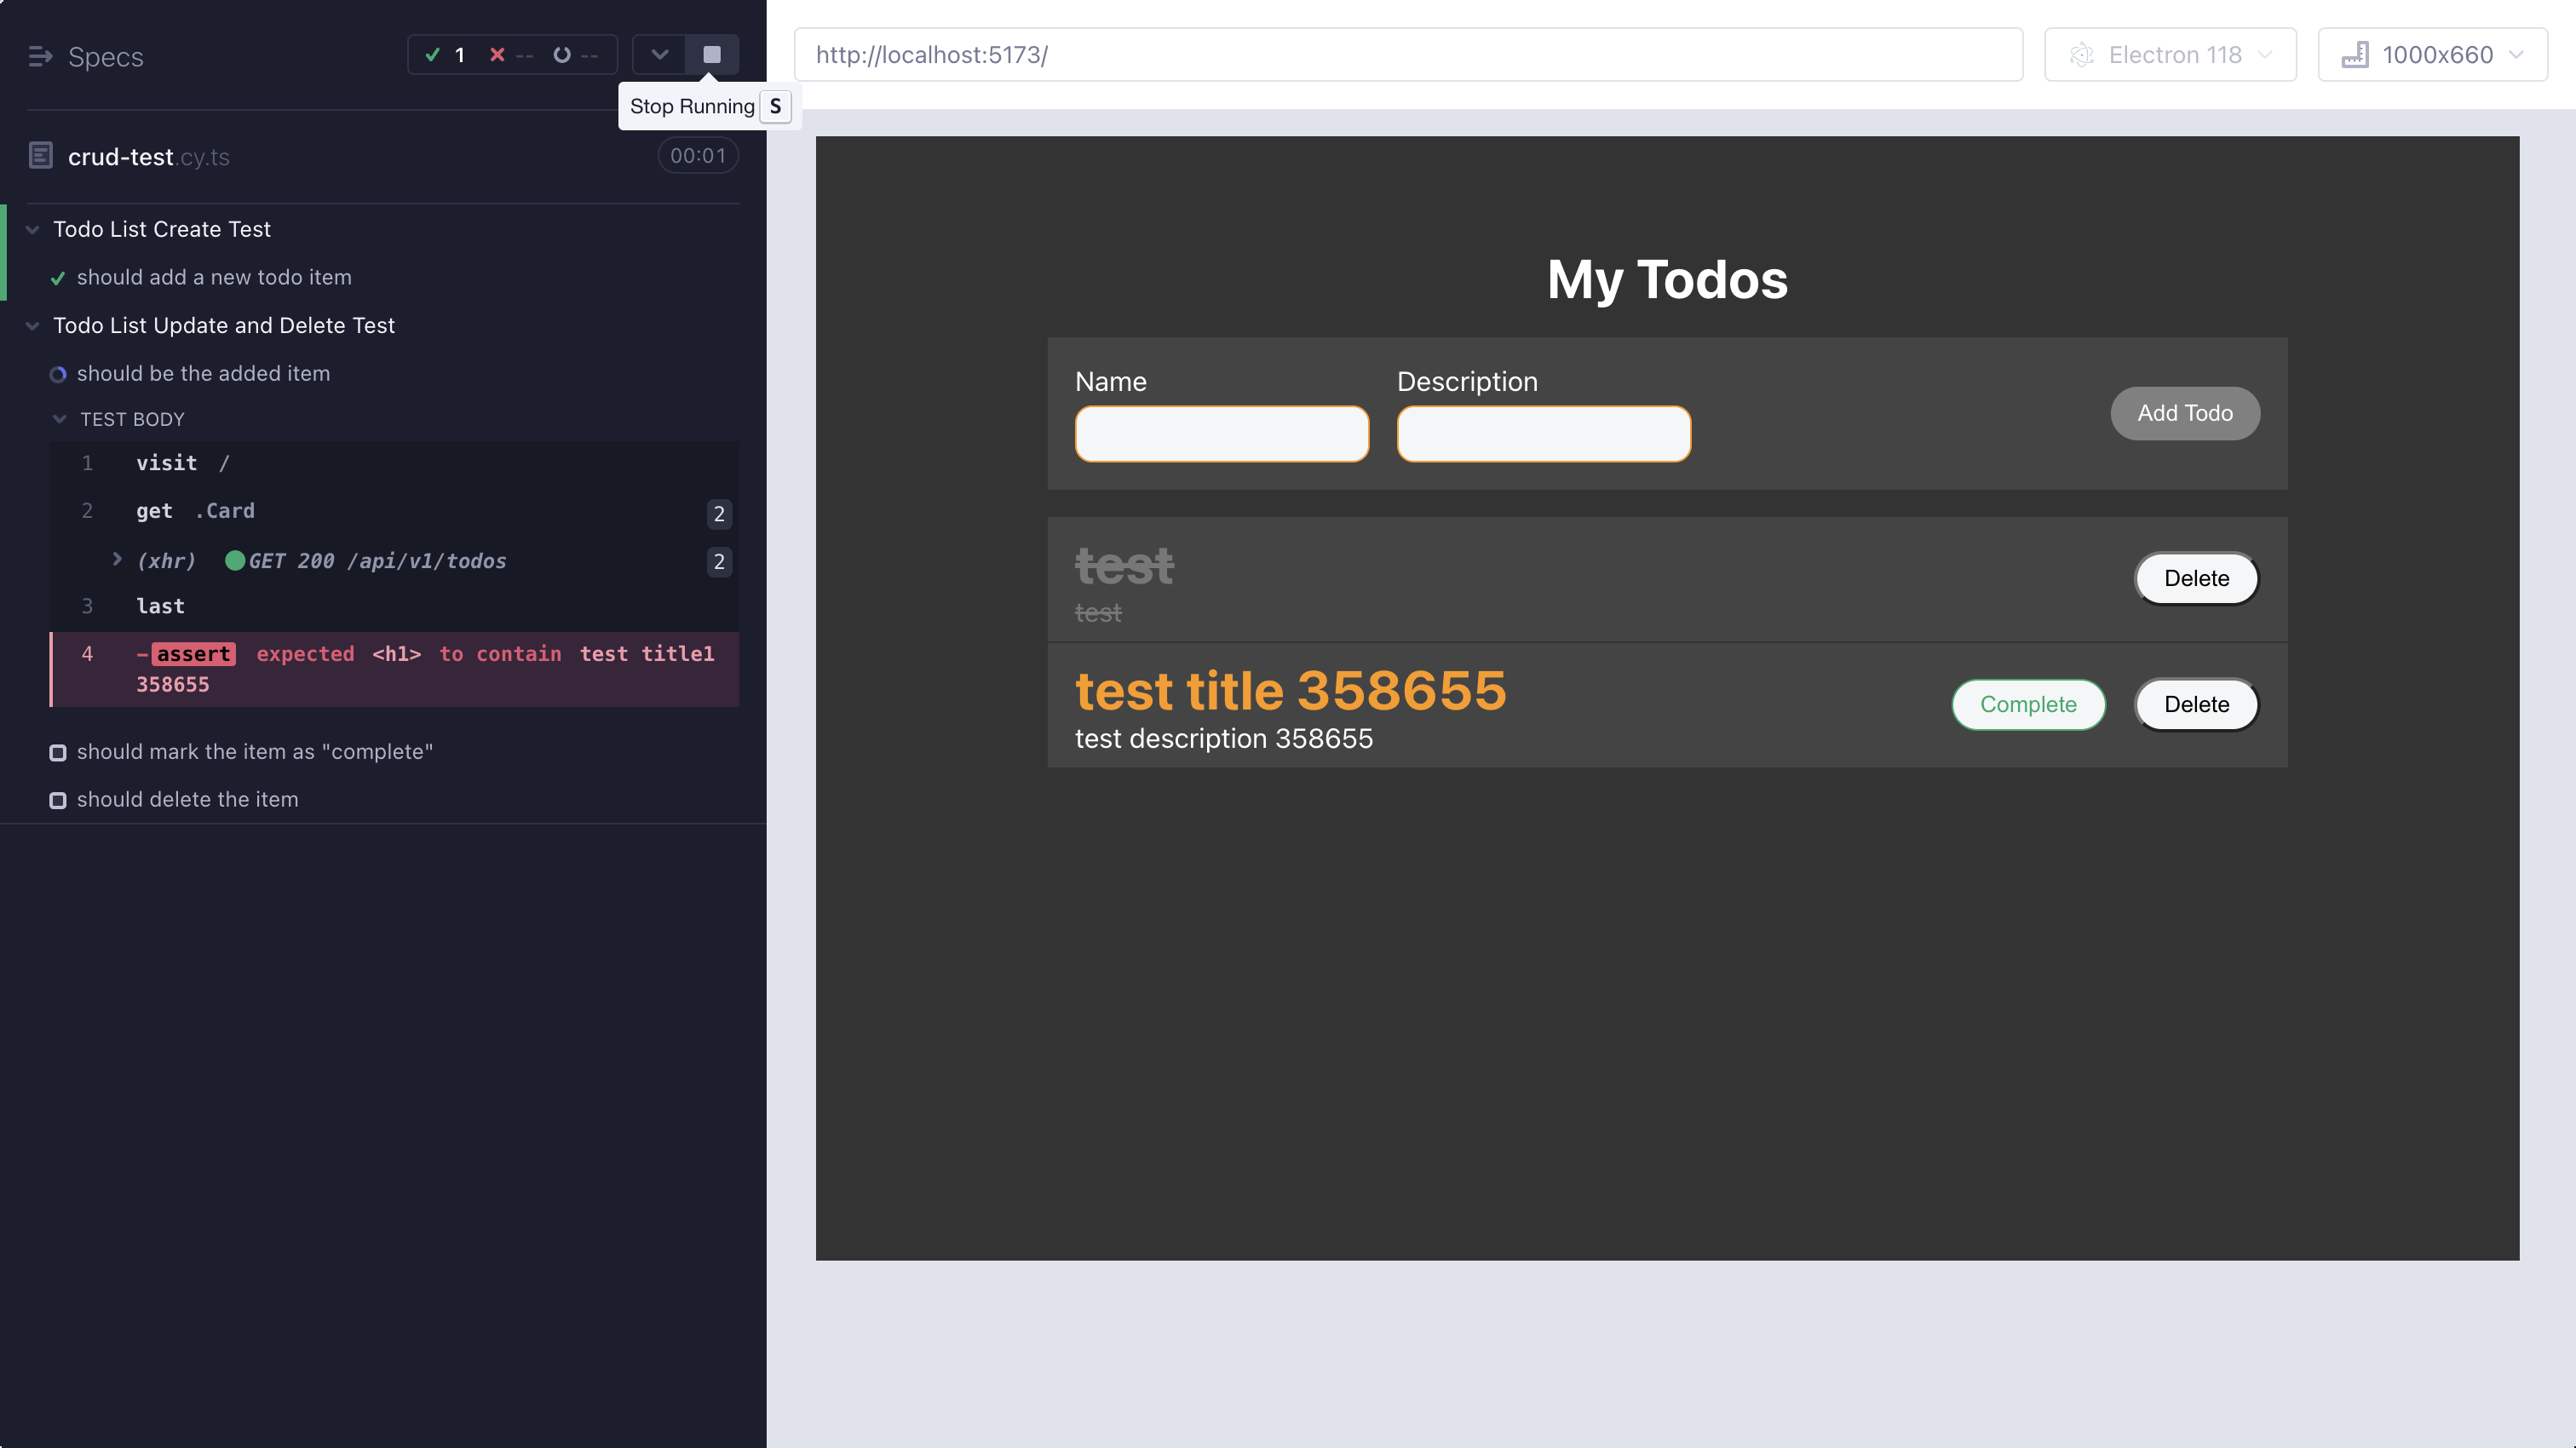 Specs
1 -- --
Stop Running S
crud-test.cy.ts
00:01
Todo List Create Test
should add a new todo item
Todo List Update and Delete Test
should be the added item
TEST BODY
1 visit /
2 get .Card 2
(xhr) GET 200 /api/v1/todos 2
3 last
4 -assert expected <h1> to contain test title1
358655
should mark the item as "complete"
should delete the item
http://localhost:5173/
Electron 118
1000x660
My Todos
Name Description
Add Todo
test
test
Delete
test title 358655
test description 358655
Complete Delete